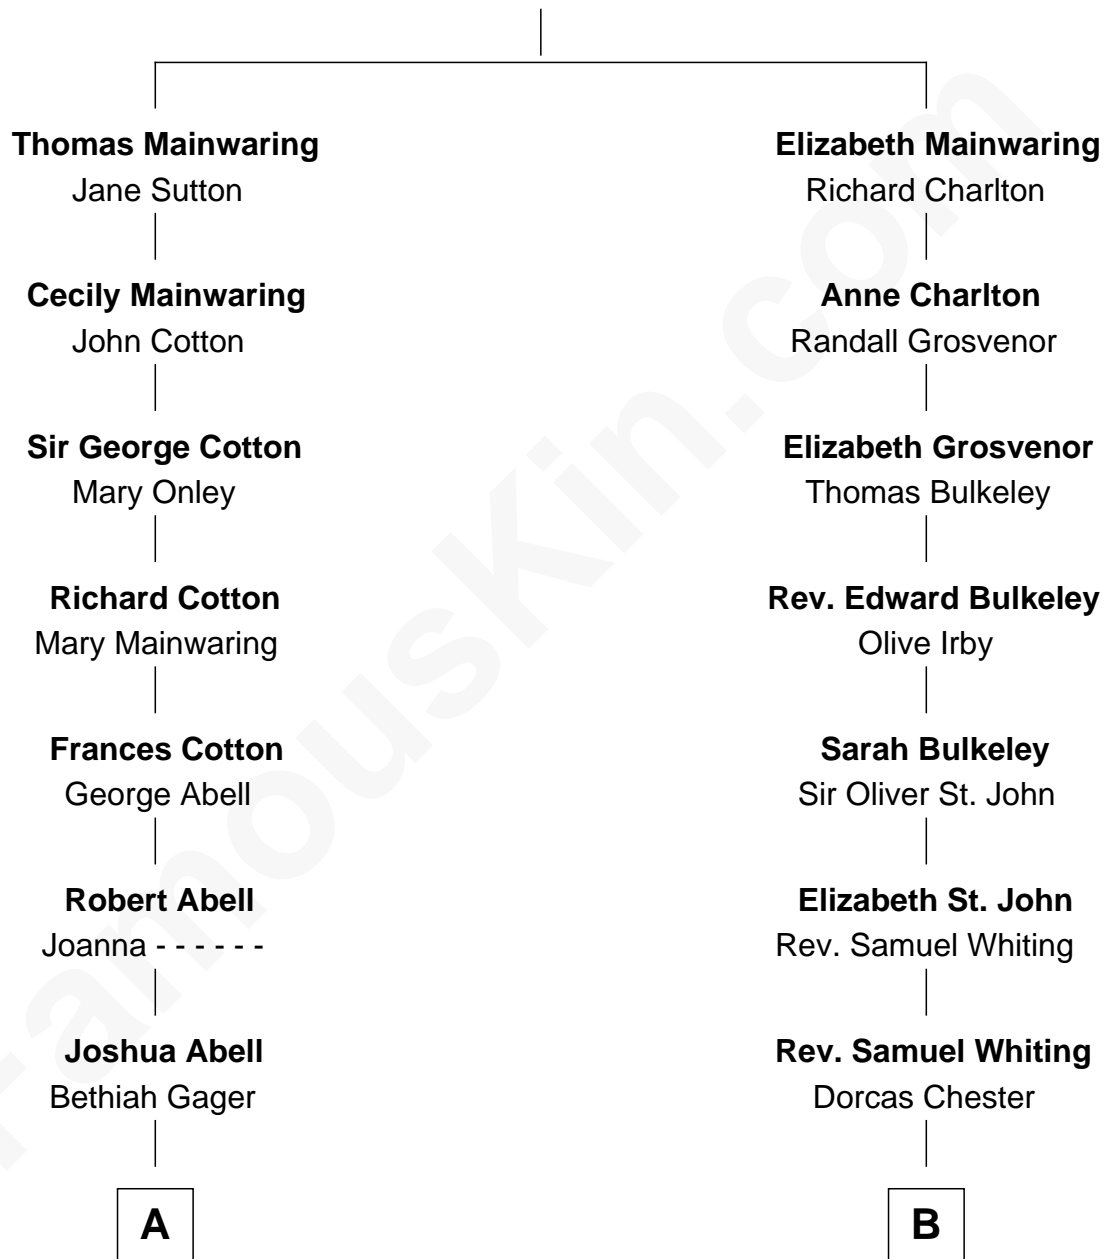 Thomas Mainwaring
Jane Sutton
Cecily Mainwaring
John Cotton
Sir George Cotton
Mary Onley
Richard Cotton
Mary Mainwaring
Frances Cotton
George Abell
Robert Abell
Joanna - - - - - -
Joshua Abell
Bethiah Gager
A
Elizabeth Mainwaring
Richard Charlton
Anne Charlton
Randall Grosvenor
Elizabeth Grosvenor
Thomas Bulkeley
Rev. Edward Bulkeley
Olive Irby
Sarah Bulkeley
Sir Oliver St. John
Elizabeth St. John
Rev. Samuel Whiting
Rev. Samuel Whiting
Dorcas Chester
B
FamousKin.com